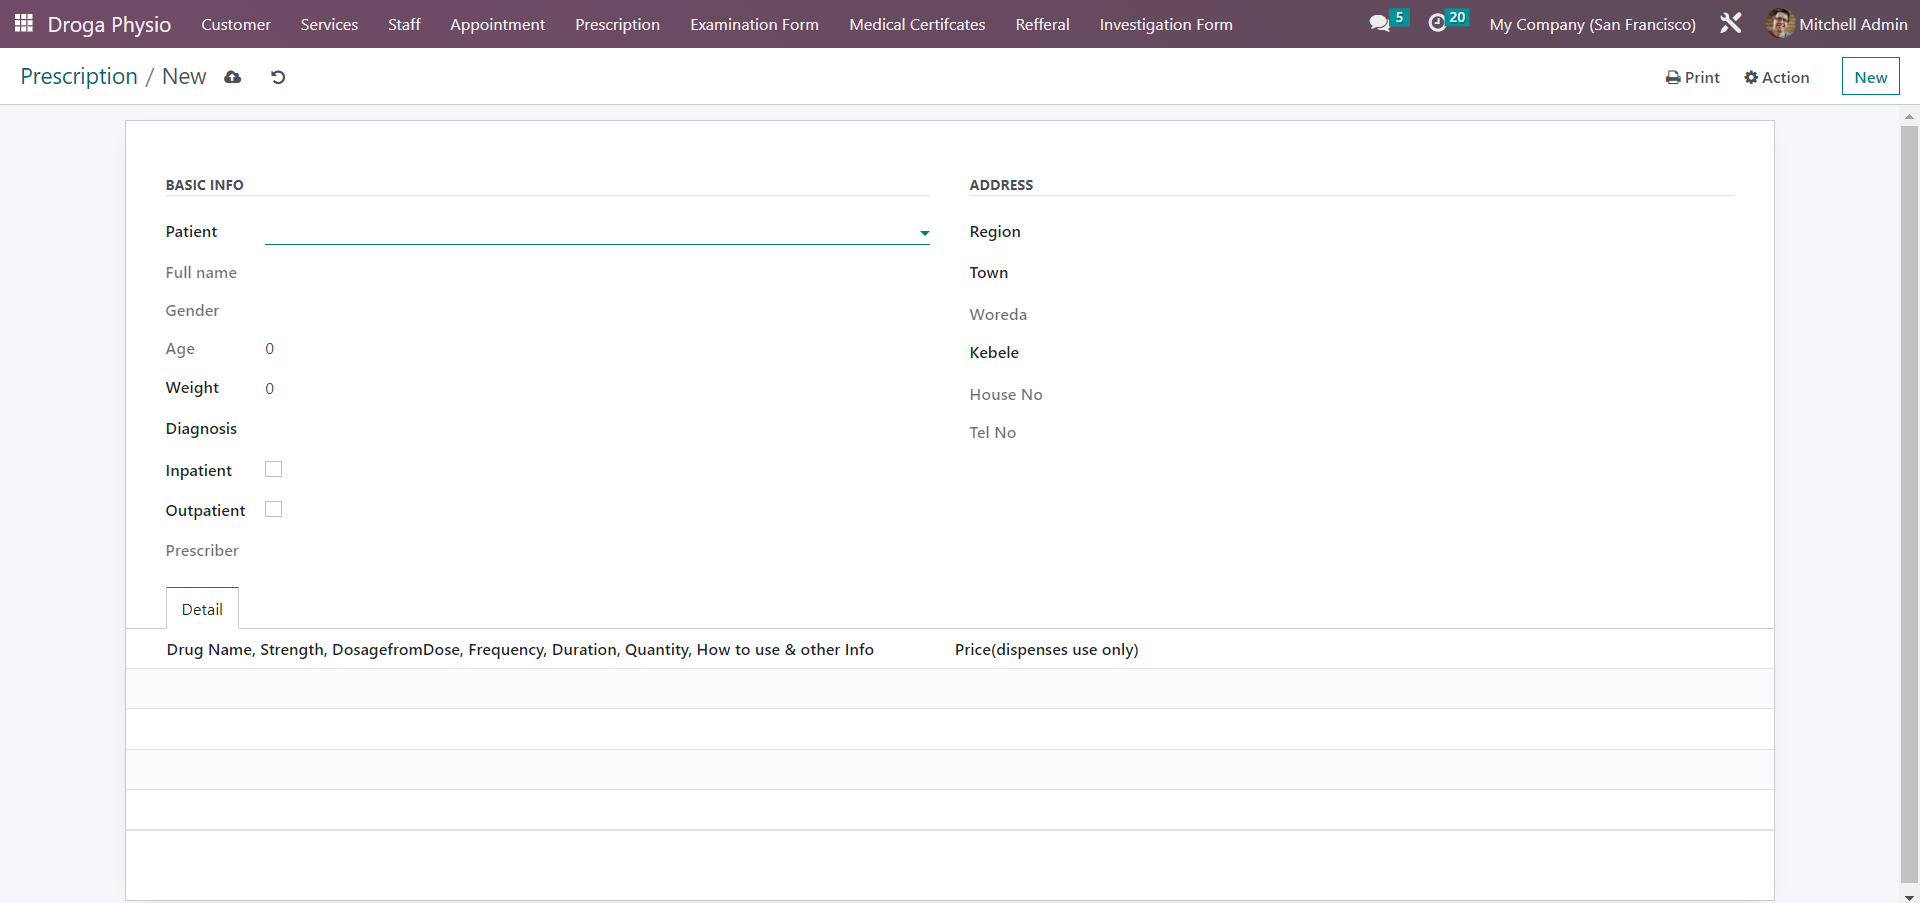 Droga Physio Customer Services Staff Appointment Prescription Examination Form Medical Certifcates Refferal Investigation Form 5 20 My Company (San Francisco) Mitchell Admin
Prescription / New Print Action New
BASIC INFO
Patient
Full name
Gender
Age 0
Weight 0
Diagnosis
Inpatient
Outpatient
Prescriber
ADDRESS
Region
Town
Woreda
Kebele
House No
Tel No
Detail
Drug Name, Strength, DosagefromDose, Frequency, Duration, Quantity, How to use & other Info Price(dispenses use only)